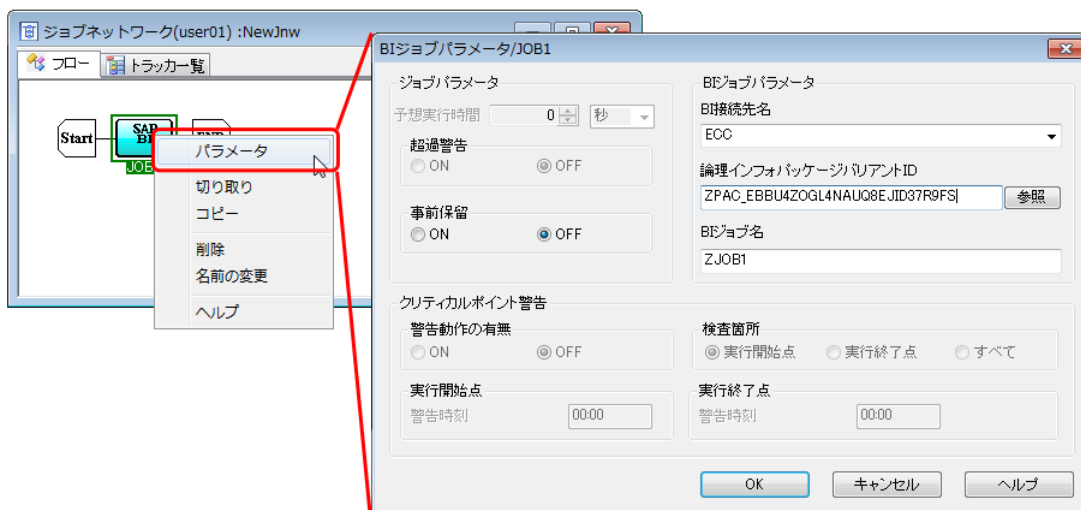 ジョブネットワーク(user01) :NewJnw
フロー
トラッカー覧
Start
SAP
BI
JOB
END
パラメータ
切り取り
コピー
削除
名前の変更
ヘルプ
BIジョブパラメータ/JOB1
ジョブパラメータ
予想実行時間 0 秒
超過警告
ON OFF
事前保留
ON OFF
BIジョブパラメータ
BI接続先名
ECC
論理インフォパッケージバリアントID
ZPAC_EBBU4ZOGL4NAUQ8EJID37R9FS 参照
BIジョブ名
ZJOB1
クリティカルポイント警告
警告動作の有無
ON OFF
検査箇所
実行開始点 実行終了点 すべて
実行開始点
警告時刻 00:00
実行終了点
警告時刻 00:00
OK キャンセル ヘルプ